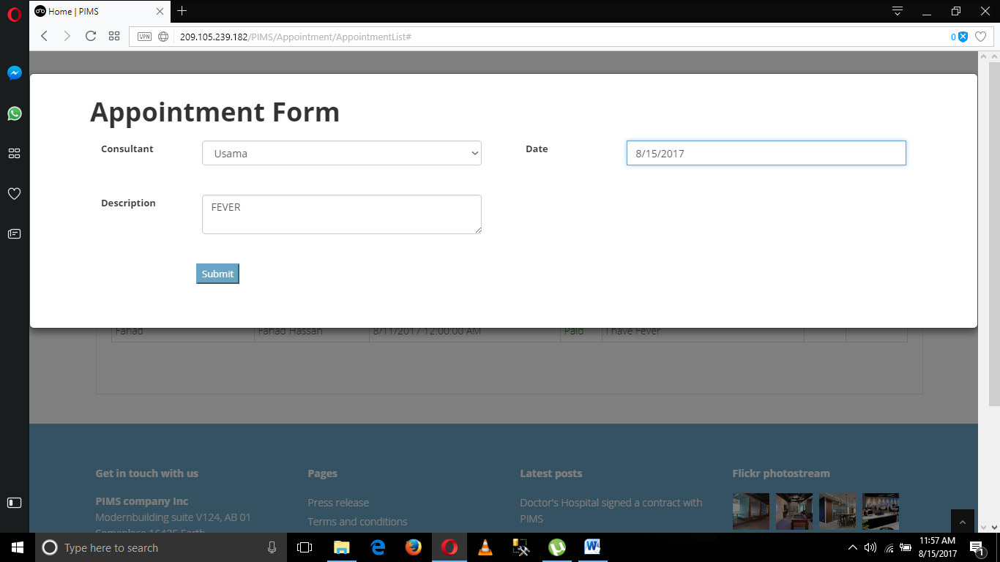 Home | PIMS
VPN 209.105.239.182/PIMS/Appointment/AppointmentList# 0
Appointment Form
Consultant Usama Date 8/15/2017
Description FEVER
Submit
Fahad Fahad Hassan 8/11/2017 12:00:00 AM Paid I have Fever
Get in touch with us Pages Latest posts Flickr photostream
PIMS company Inc Press release Doctor's Hospital signed a contract with
Modernbuilding suite V124, AB 01 PIMS
Someplace 16425 Earth Terms and conditions
Type here to search 11:57 AM
8/15/2017 1